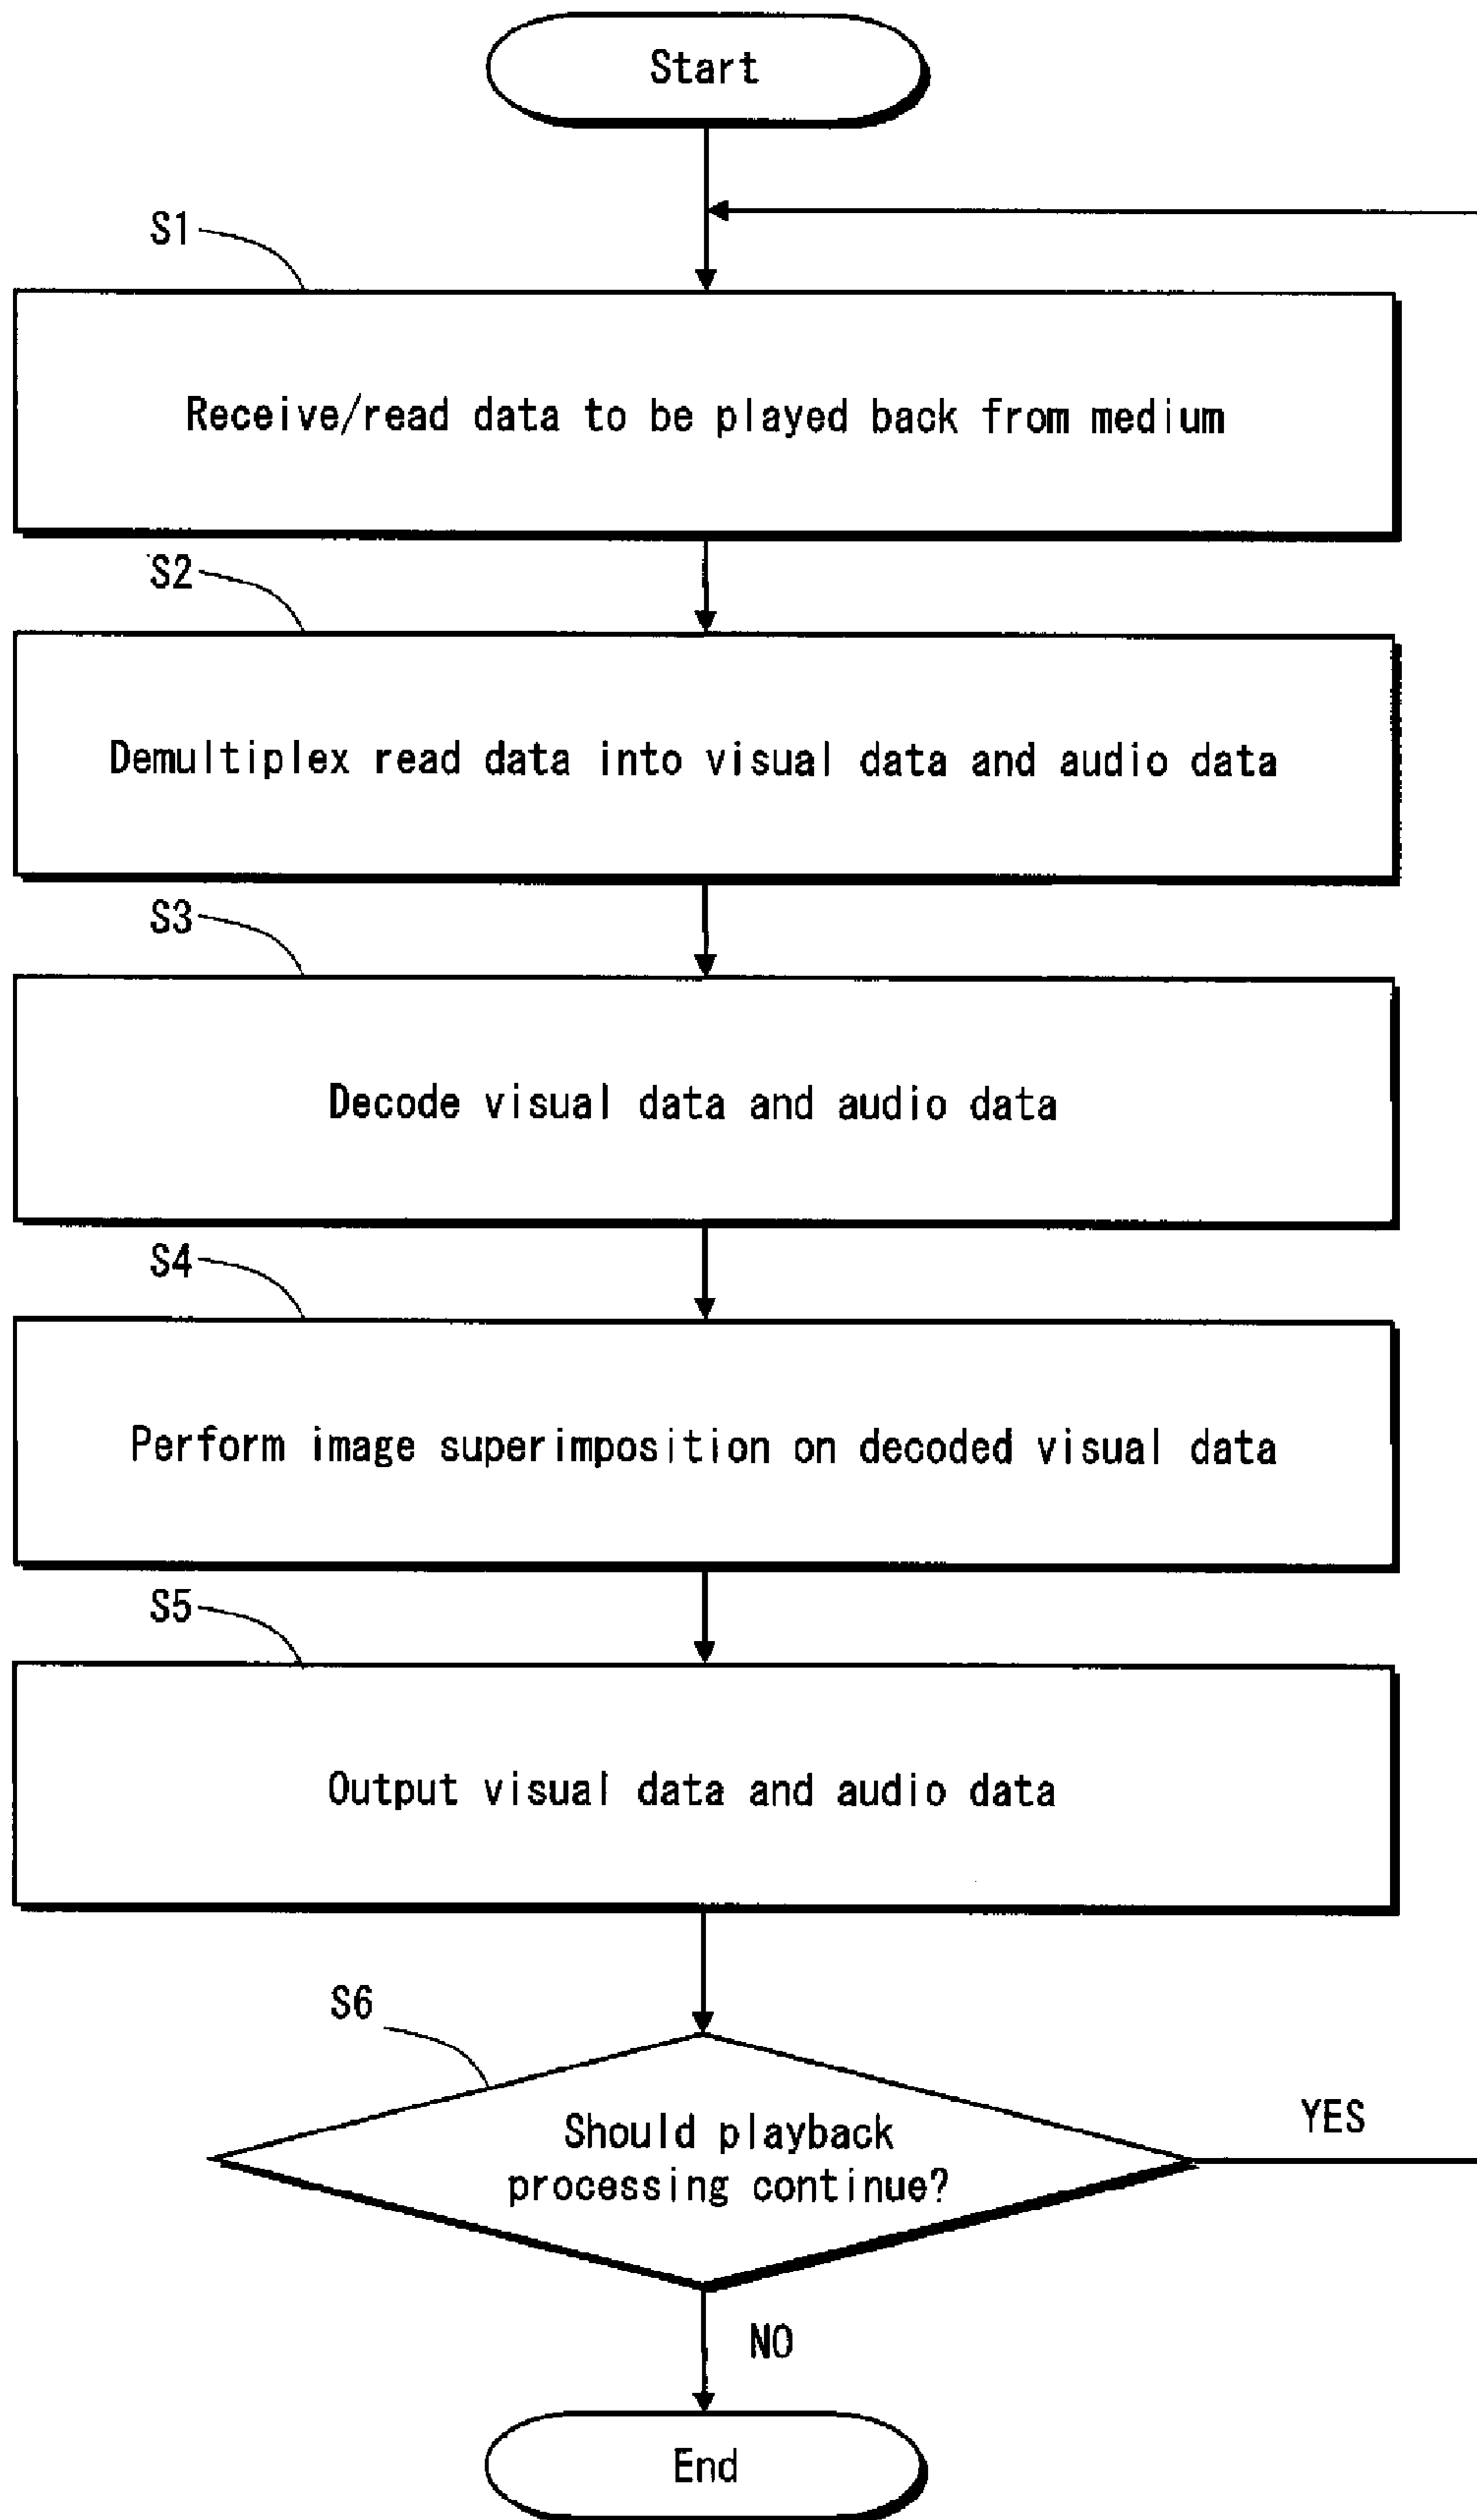 Start
S1
Receive/read data to be played back from medium
S2
Demultiplex read data into visual data and audio data
S3
Decode visual data and audio data
S4
Perform image superimposition on decoded visual data
S5
Output visual data and audio data
S6
Should playback
processing continue?
YES
NO
End